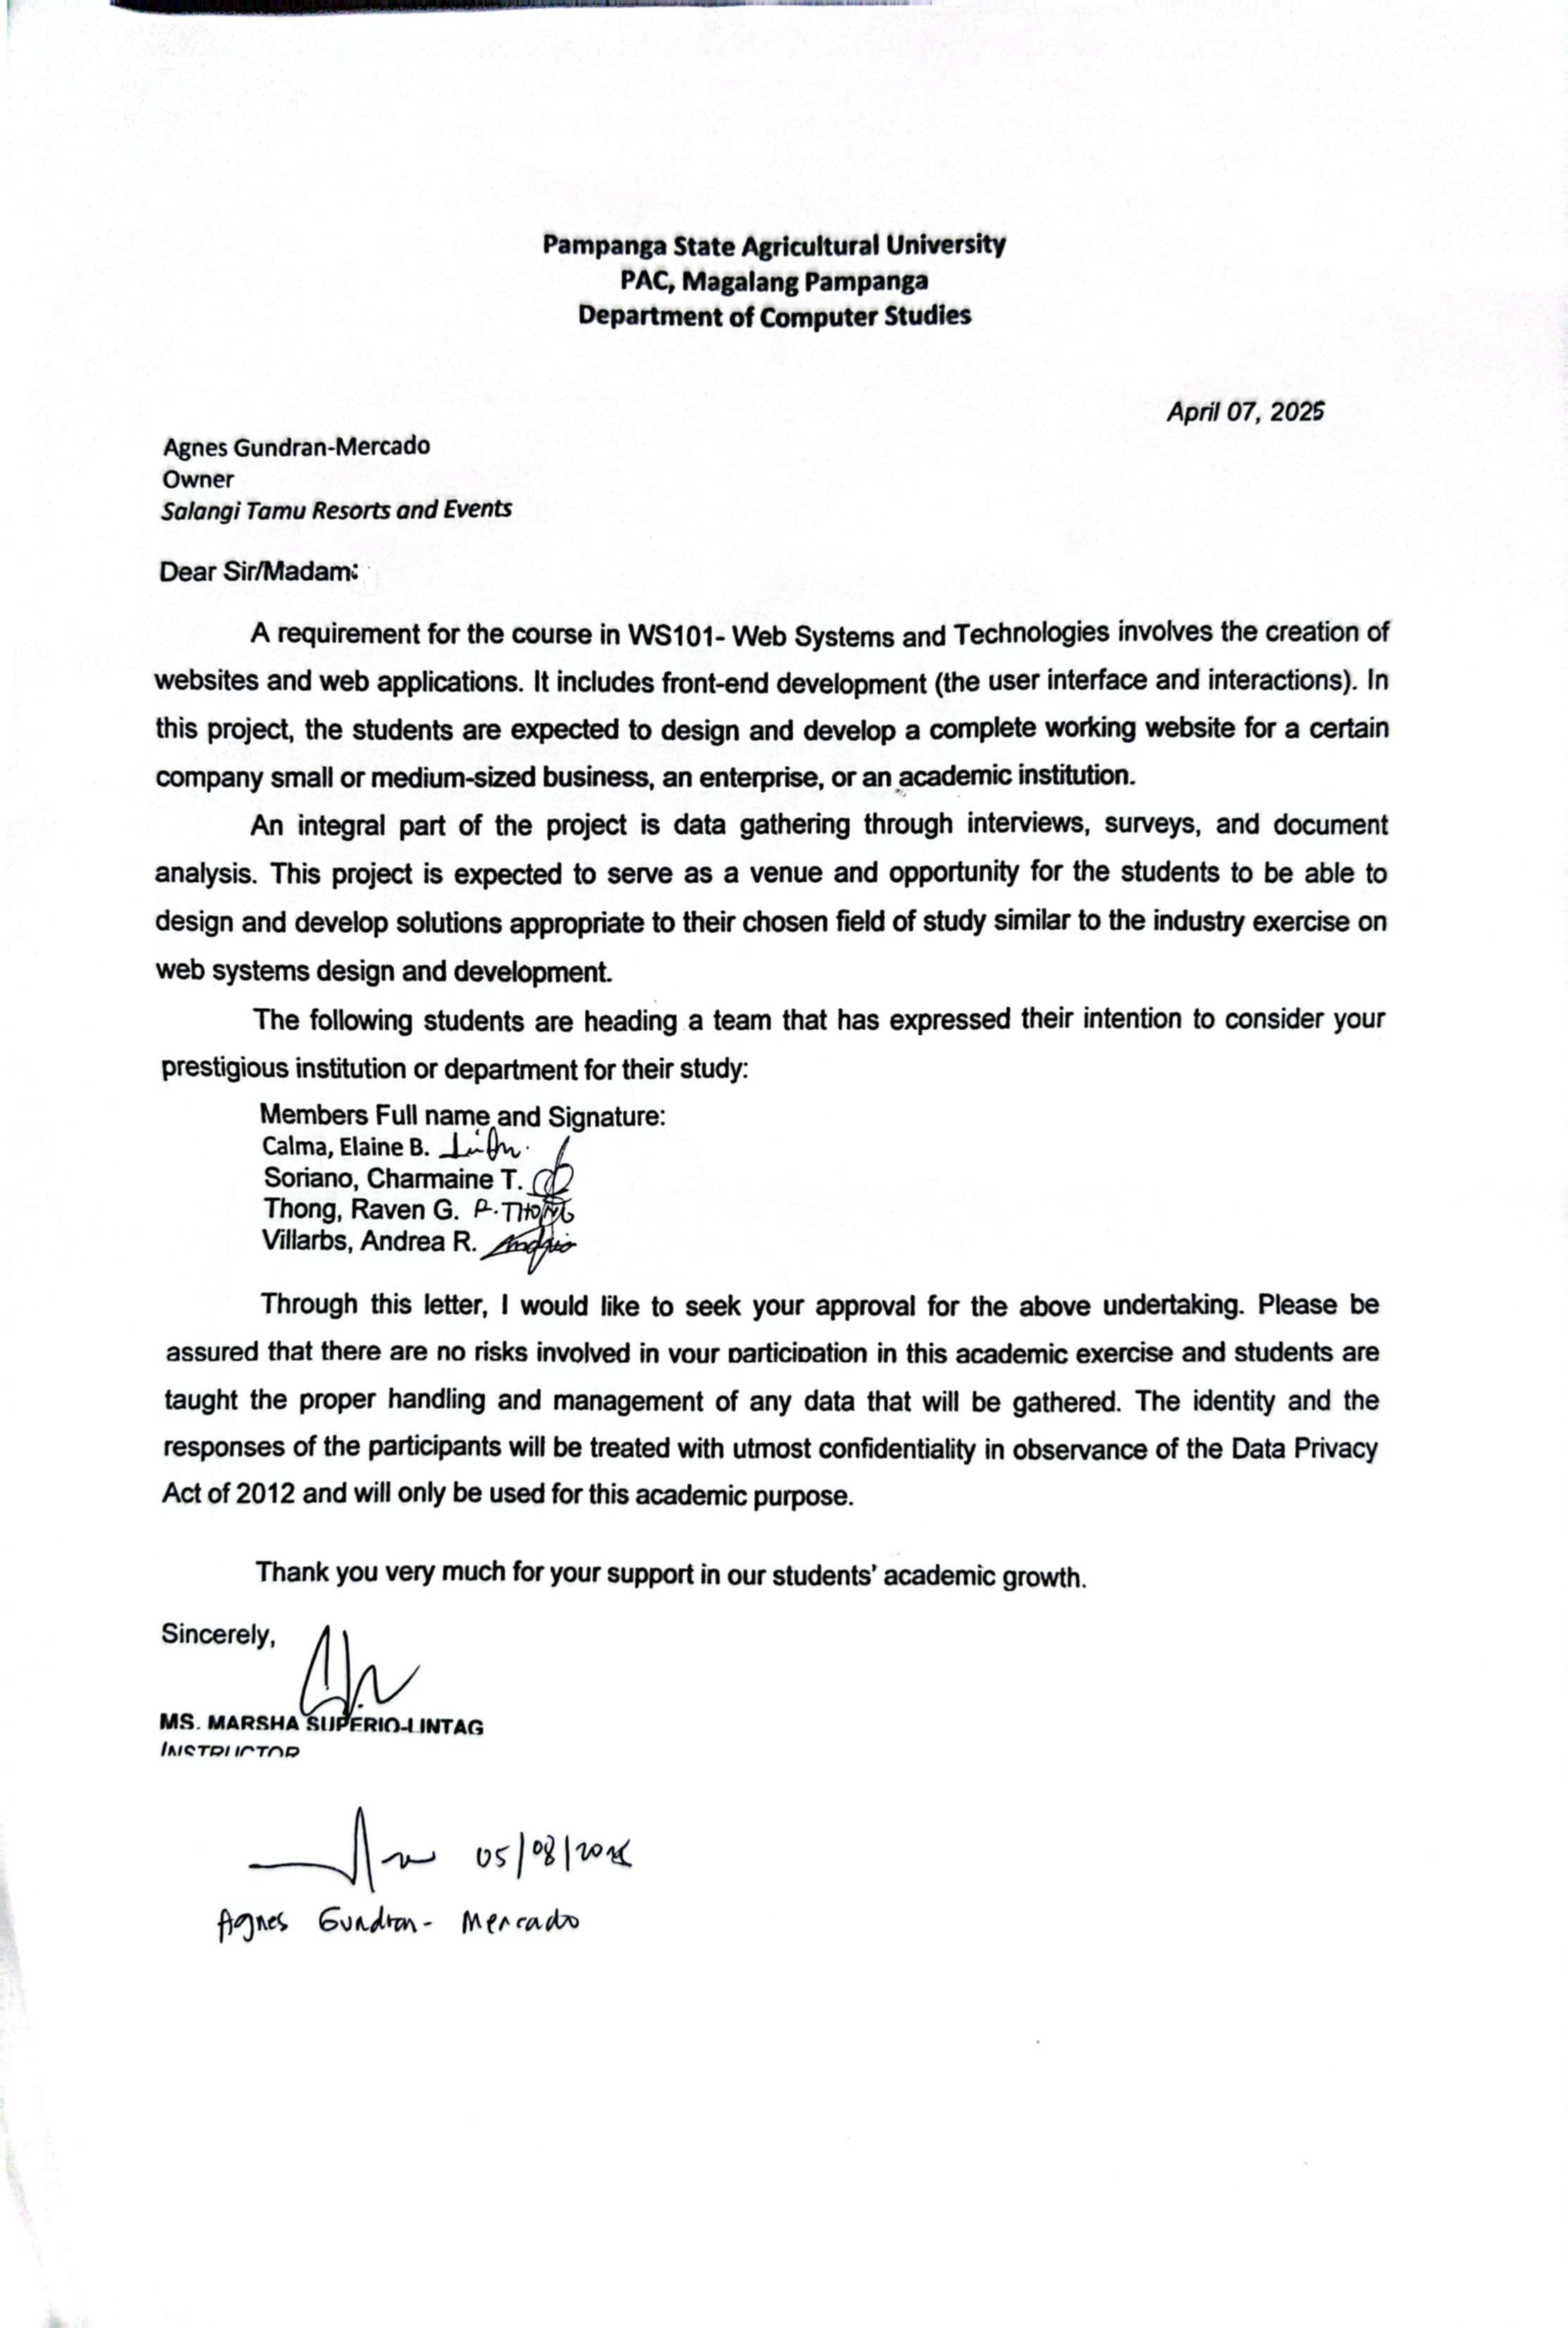 Pampanga State Agricultural University
PAC, Magalang Pampanga
Department of Computer Studies
April 07, 2025
Agnes Gundran-Mercado
Owner
Salangi Tamu Resorts and Events
Dear Sir/Madam:
A requirement for the course in WS101- Web Systems and Technologies involves the creation of
websites and web applications. It includes front-end development (the user interface and interactions). In
this project, the students are expected to design and develop a complete working website for a certain
company small or medium-sized business, an enterprise, or an academic institution.
An integral part of the project is data gathering through interviews, surveys, and document
analysis. This project is expected to serve as a venue and opportunity for the students to be able to
design and develop solutions appropriate to their chosen field of study similar to the industry exercise on
web systems design and development.
The following students are heading a team that has expressed their intention to consider your
prestigious institution or department for their study:
Members Full name and Signature:
Calma, Elaine B.
Soriano, Charmaine T.
Thong, Raven G. R. THONG
Villarbs, Andrea R.
Through this letter, I would like to seek your approval for the above undertaking. Please be
assured that there are no risks involved in your participation in this academic exercise and students are
taught the proper handling and management of any data that will be gathered. The identity and the
responses of the participants will be treated with utmost confidentiality in observance of the Data Privacy
Act of 2012 and will only be used for this academic purpose.
Thank you very much for your support in our students' academic growth.
Sincerely,
MS. MARSHA SUPERIO-LINTAG
INSTRUCTOR
05/08/2025
Agnes Gundran- Mercado